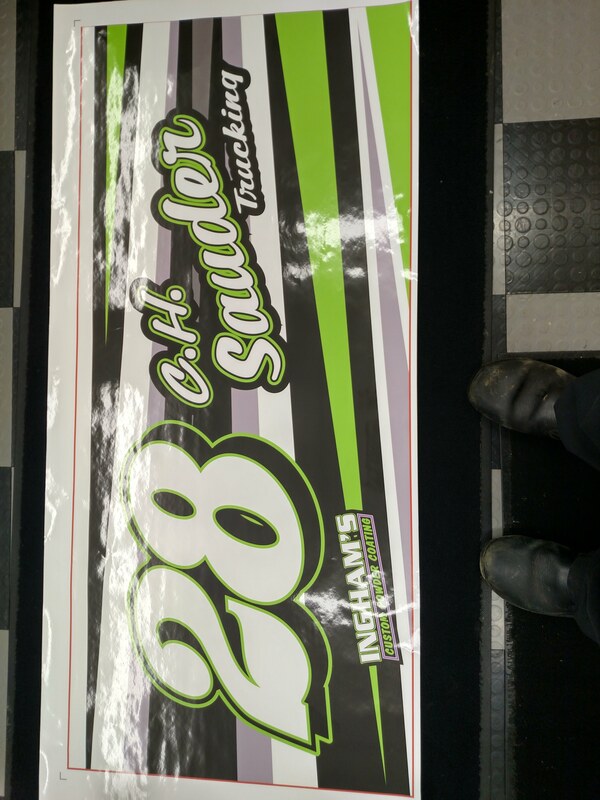 28
C.H.
Sauder
Trucking
INGHAM'S
CUSTOM POWDER COATING